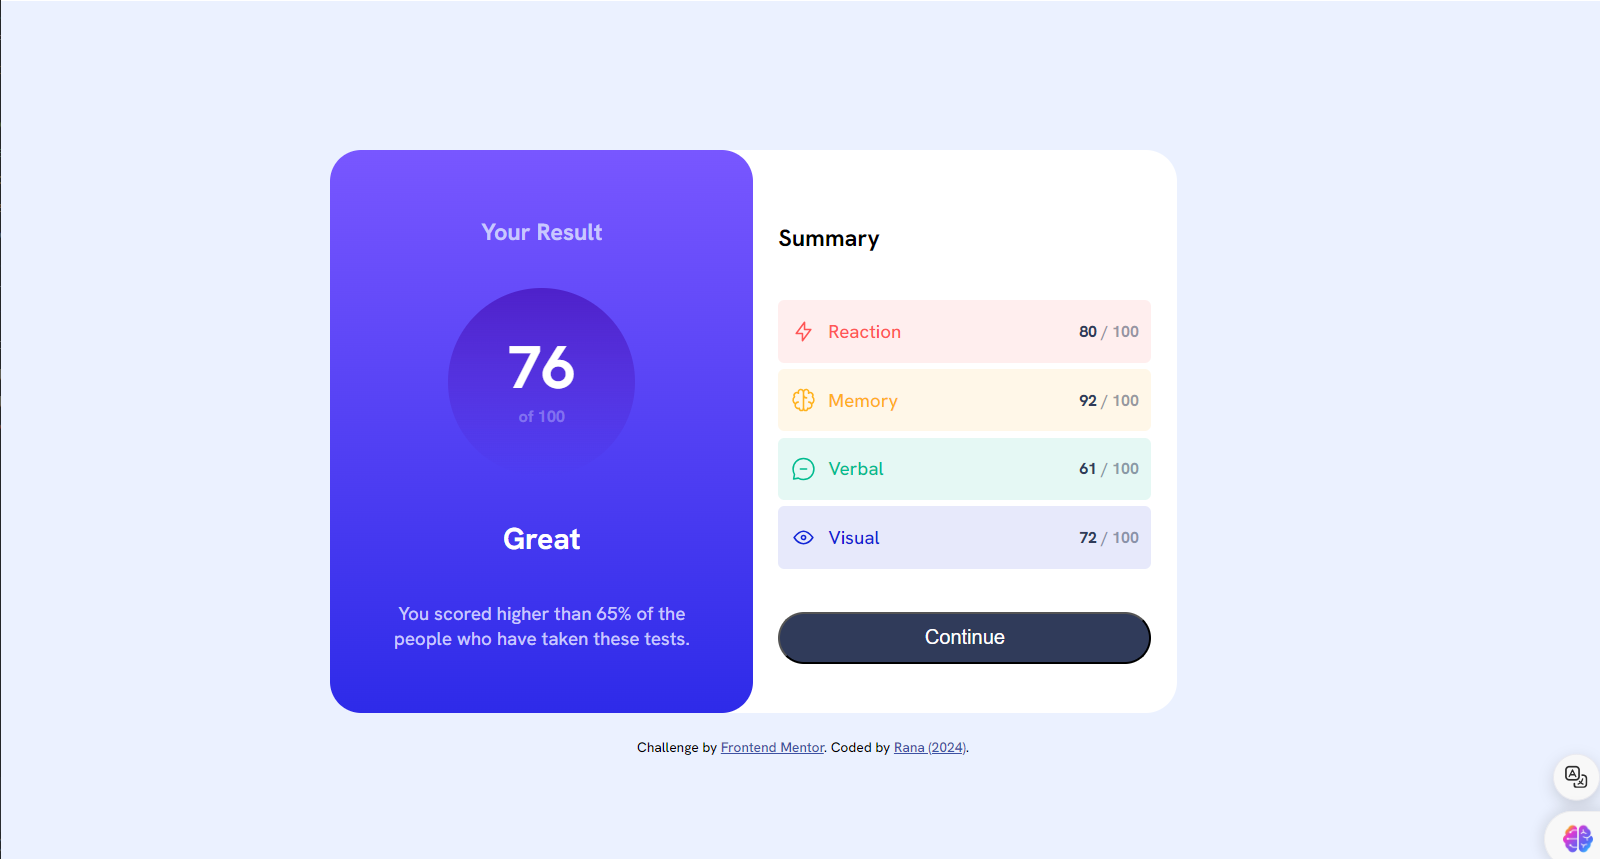 Your Result
76
of 100
Great
You scored higher than 65% of the
people who have taken these tests.
Summary
Reaction 80 / 100
Memory 92 / 100
Verbal 61 / 100
Visual 72 / 100
Continue
Challenge by Frontend Mentor. Coded by Rana (2024).